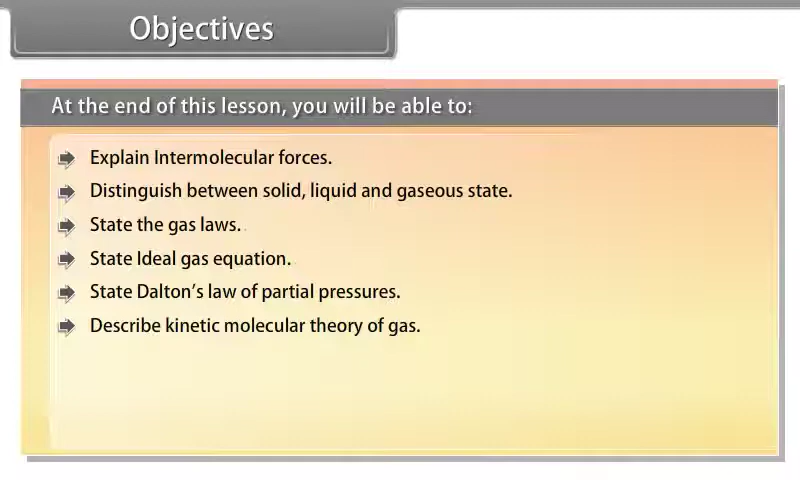 Objectives
At the end of this lesson, you will be able to:
Explain Intermolecular forces.
Distinguish between solid, liquid and gaseous state.
State the gas laws.
State Ideal gas equation.
State Dalton's law of partial pressures.
Describe kinetic molecular theory of gas.